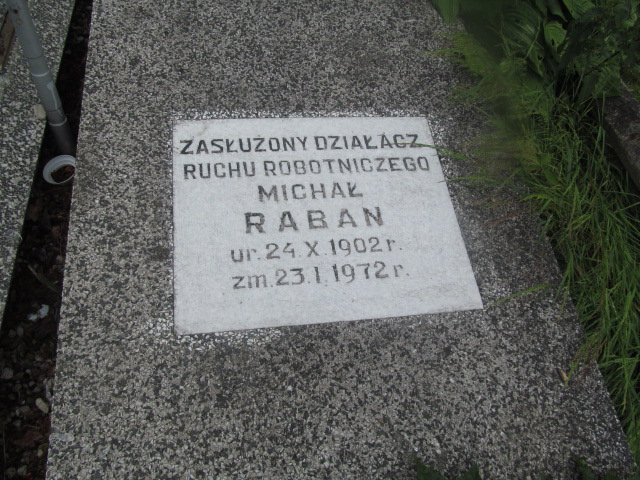 ZASŁUŻONY DZIAŁACZ
RUCHU ROBOTNICZEGO
MICHAŁ
RABAN
ur. 24 X 1902 r.
zm. 23. I. 1972 r.